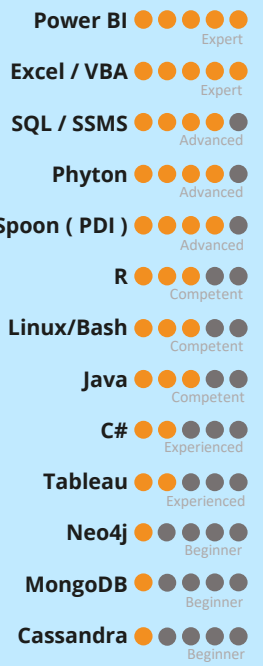 Power BI
Expert
Excel / VBA
Expert
SQL / SSMS
Advanced
Phyton
Advanced
Spoon ( PDI )
Advanced
R
Competent
Linux/Bash
Competent
Java
Competent
C#
Experienced
Tableau
Experienced
Neo4j
Beginner
MongoDB
Beginner
Cassandra
Beginner